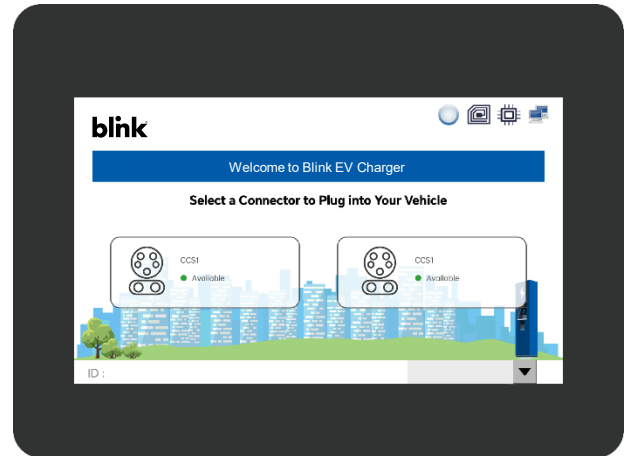 blink
Welcome to Blink EV Charger
Select a Connector to Plug into Your Vehicle
CCS1
Available
CCS1
Available
ID :